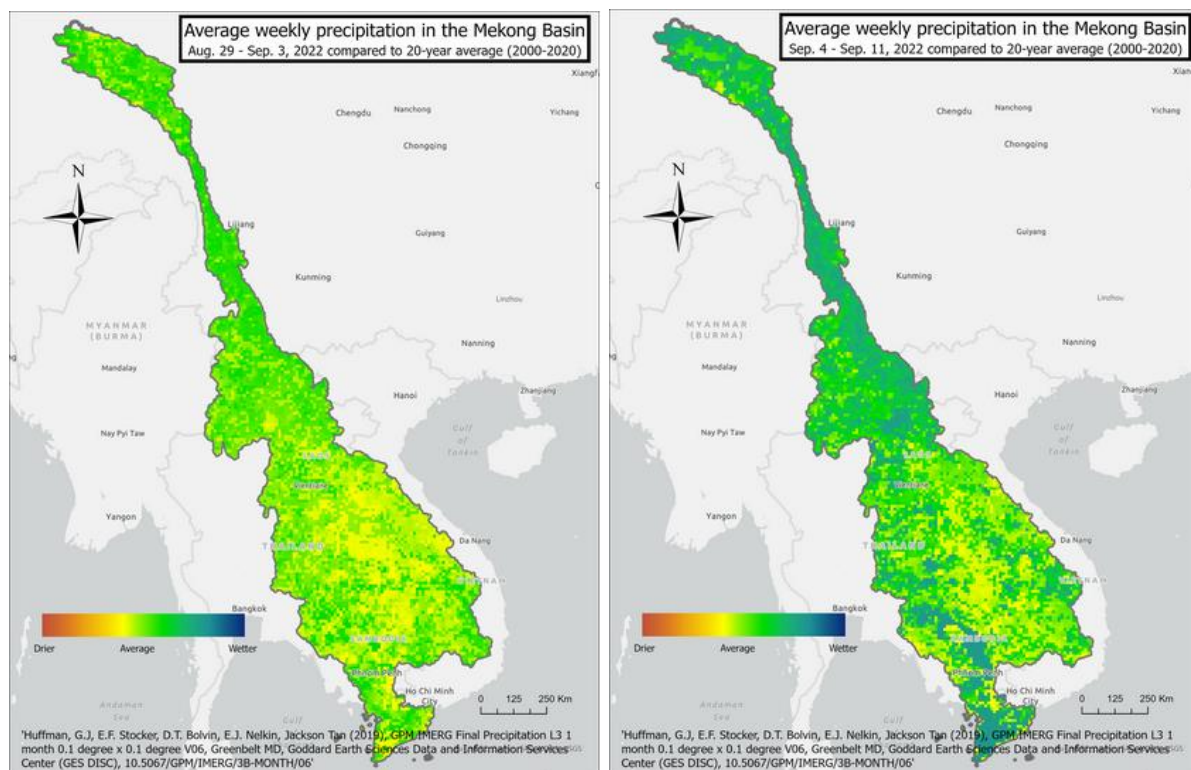 Average weekly precipitation in the Mekong Basin
Aug. 29 - Sep. 3, 2022 compared to 20-year average (2000-2020)
Chengdu
Nanchong
Yichang
Chongqing
N
Lijiang
Guiyang
Kunming
Linzhou
MYANMAR
(BURMA)
Nanning
Mandalay
Hanoi
Zhanjiang
Nay Pyi Taw
Gulf
of
Tonkin
LAOS
Vientiane
Yangon
Da Nang
THAILAND
Bangkok
CAMBODIA
Drier
Average
Wetter
Phnom Penh
Ho Chi Minh
City
0 125 250 Km
Andaman
Sea
Gulf
'Huffman, G.J, E.F. Stocker, D.T. Bolvin, E.J. Nelkin, Jackson Tan (2019), GPM IMERG Final Precipitation L3 1
month 0.1 degree x 0.1 degree V06, Greenbelt MD, Goddard Earth Sciences Data and Information Services
Center (GES DISC), 10.5067/GPM/IMERG/3B-MONTH/06'
Average weekly precipitation in the Mekong Basin
Sep. 4 - Sep. 11, 2022 compared to 20-year average (2000-2020)
Chengdu
Nanchong
Yichang
Chongqing
N
Lijiang
Guiyang
Kunming
Linzhou
MYANMAR
(BURMA)
Nanning
Mandalay
Hanoi
Zhanjiang
Nay Pyi Taw
Gulf
of
Tonkin
LAOS
Vientiane
Yangon
Da Nang
THAILAND
Bangkok
CAMBODIA
Drier
Average
Wetter
Phnom Penh
Ho Chi Minh
City
0 125 250 Km
Andaman
Sea
Gulf
'Huffman, G.J, E.F. Stocker, D.T. Bolvin, E.J. Nelkin, Jackson Tan (2019), GPM IMERG Final Precipitation L3 1
month 0.1 degree x 0.1 degree V06, Greenbelt MD, Goddard Earth Sciences Data and Information Services
Center (GES DISC), 10.5067/GPM/IMERG/3B-MONTH/06'